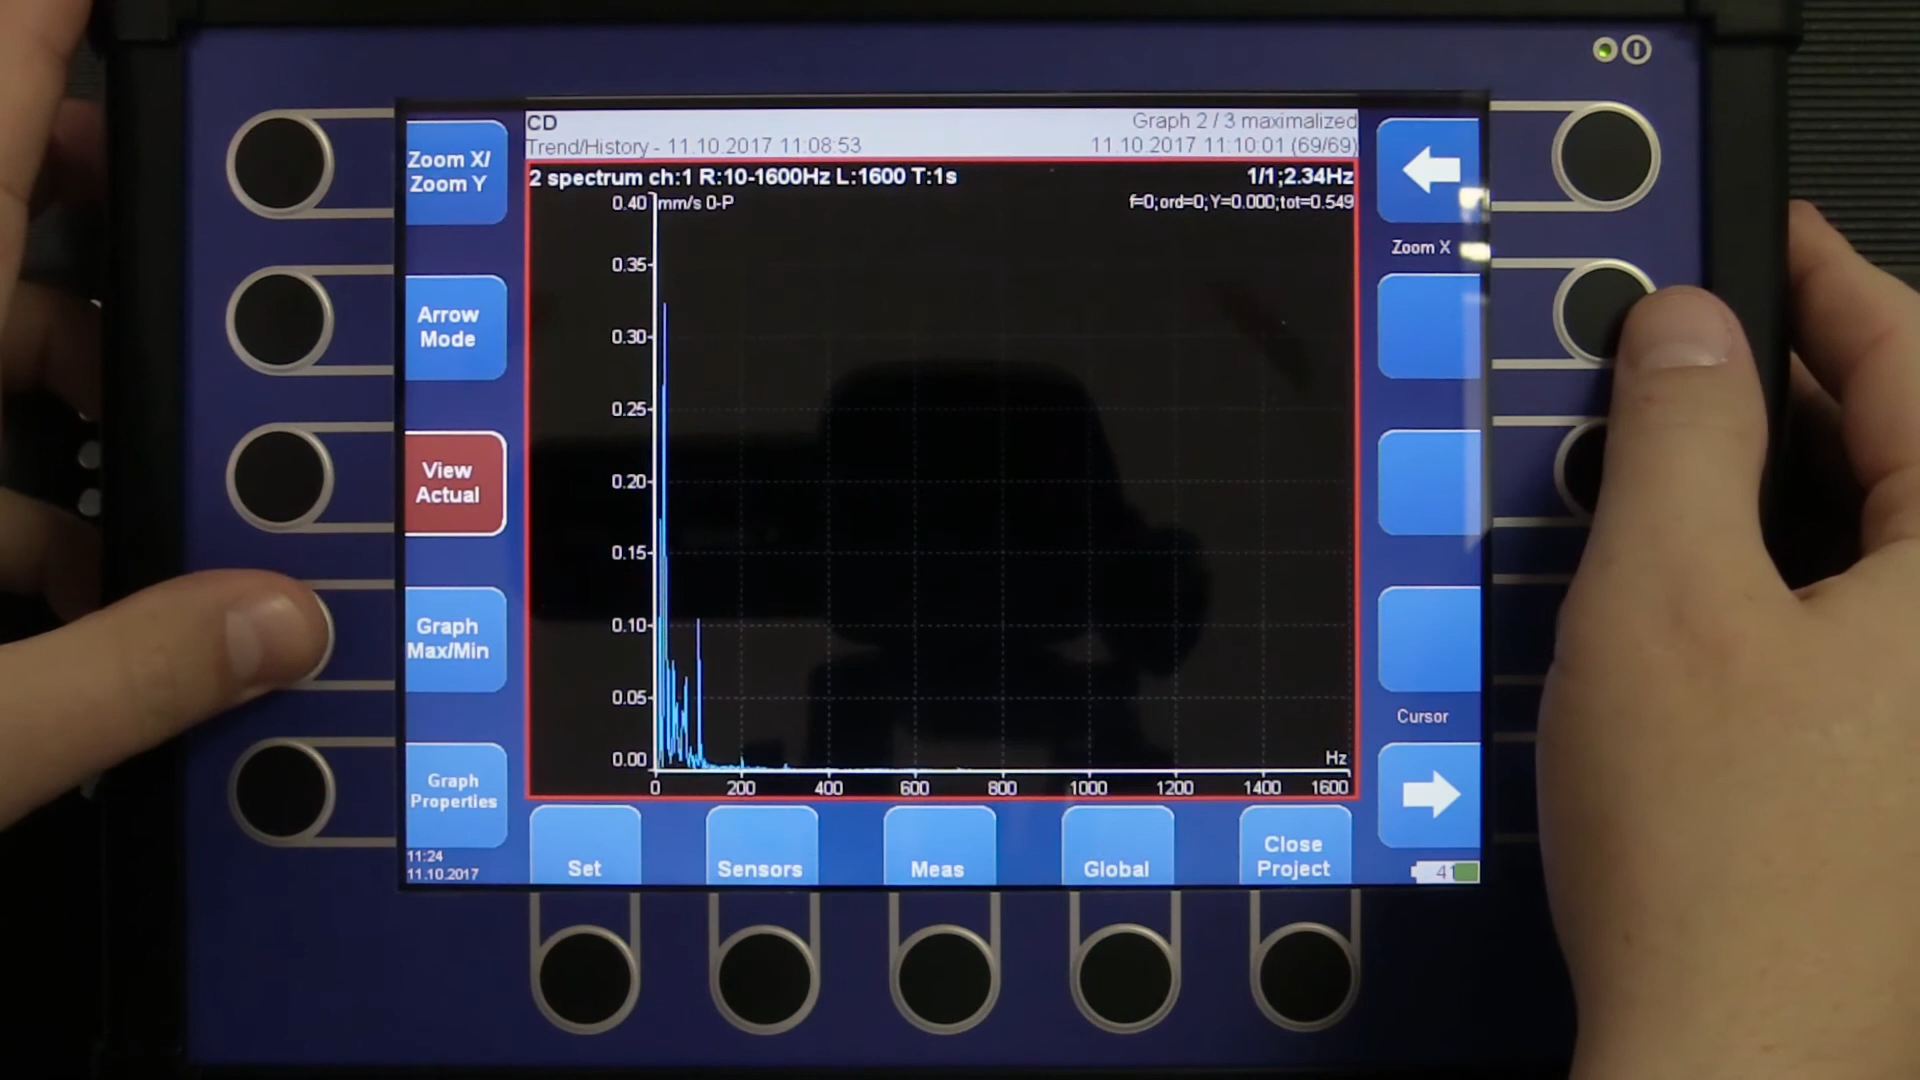 CD
Graph 2 / 3 maximalized
Trend/History - 11.10.2017 11:08:53
11.10.2017 11:10:01 (69/69)
2 spectrum ch:1 R:10-1600Hz L:1600 T:1s
1/1;2.34Hz
0.40
mm/s 0-P
f=0;ord=0;Y=0.000;tot=0.549
0.35
0.30
0.25
0.20
0.15
0.10
0.05
0.00
Hz
0
200
400
600
800
1000
1200
1400
1600
Zoom X/
Zoom Y
Arrow
Mode
View
Actual
Graph
Max/Min
Graph
Properties
11:24
11.10.2017
Zoom X
Cursor
Set
Sensors
Meas
Global
Close
Project
41